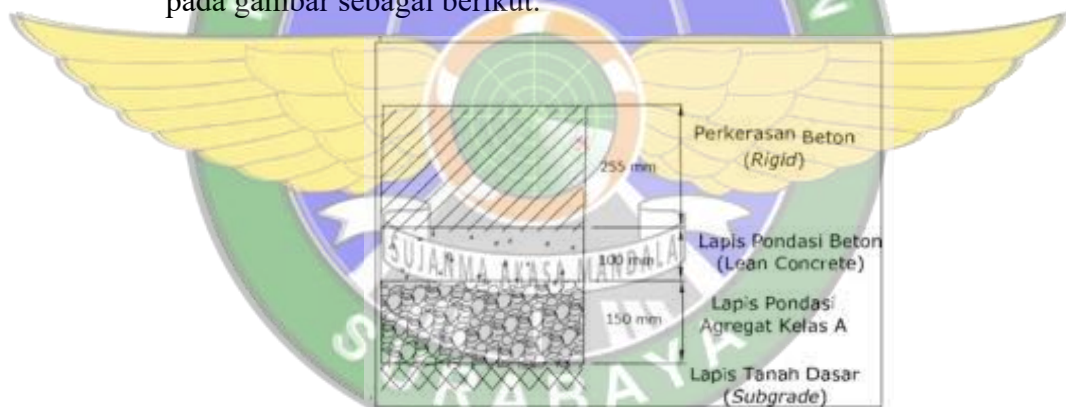 pada gambar sebagai berikut.
Perkerasan Beton
(Rigid)
255 mm
Lapis Pondasi Beton
(Lean Concrete)
100 mm
SUJARMA AKASA MANDALA
Lapis Pondasi
Agregat Kelas A
150 mm
Lapis Tanah Dasar
(Subgrade)